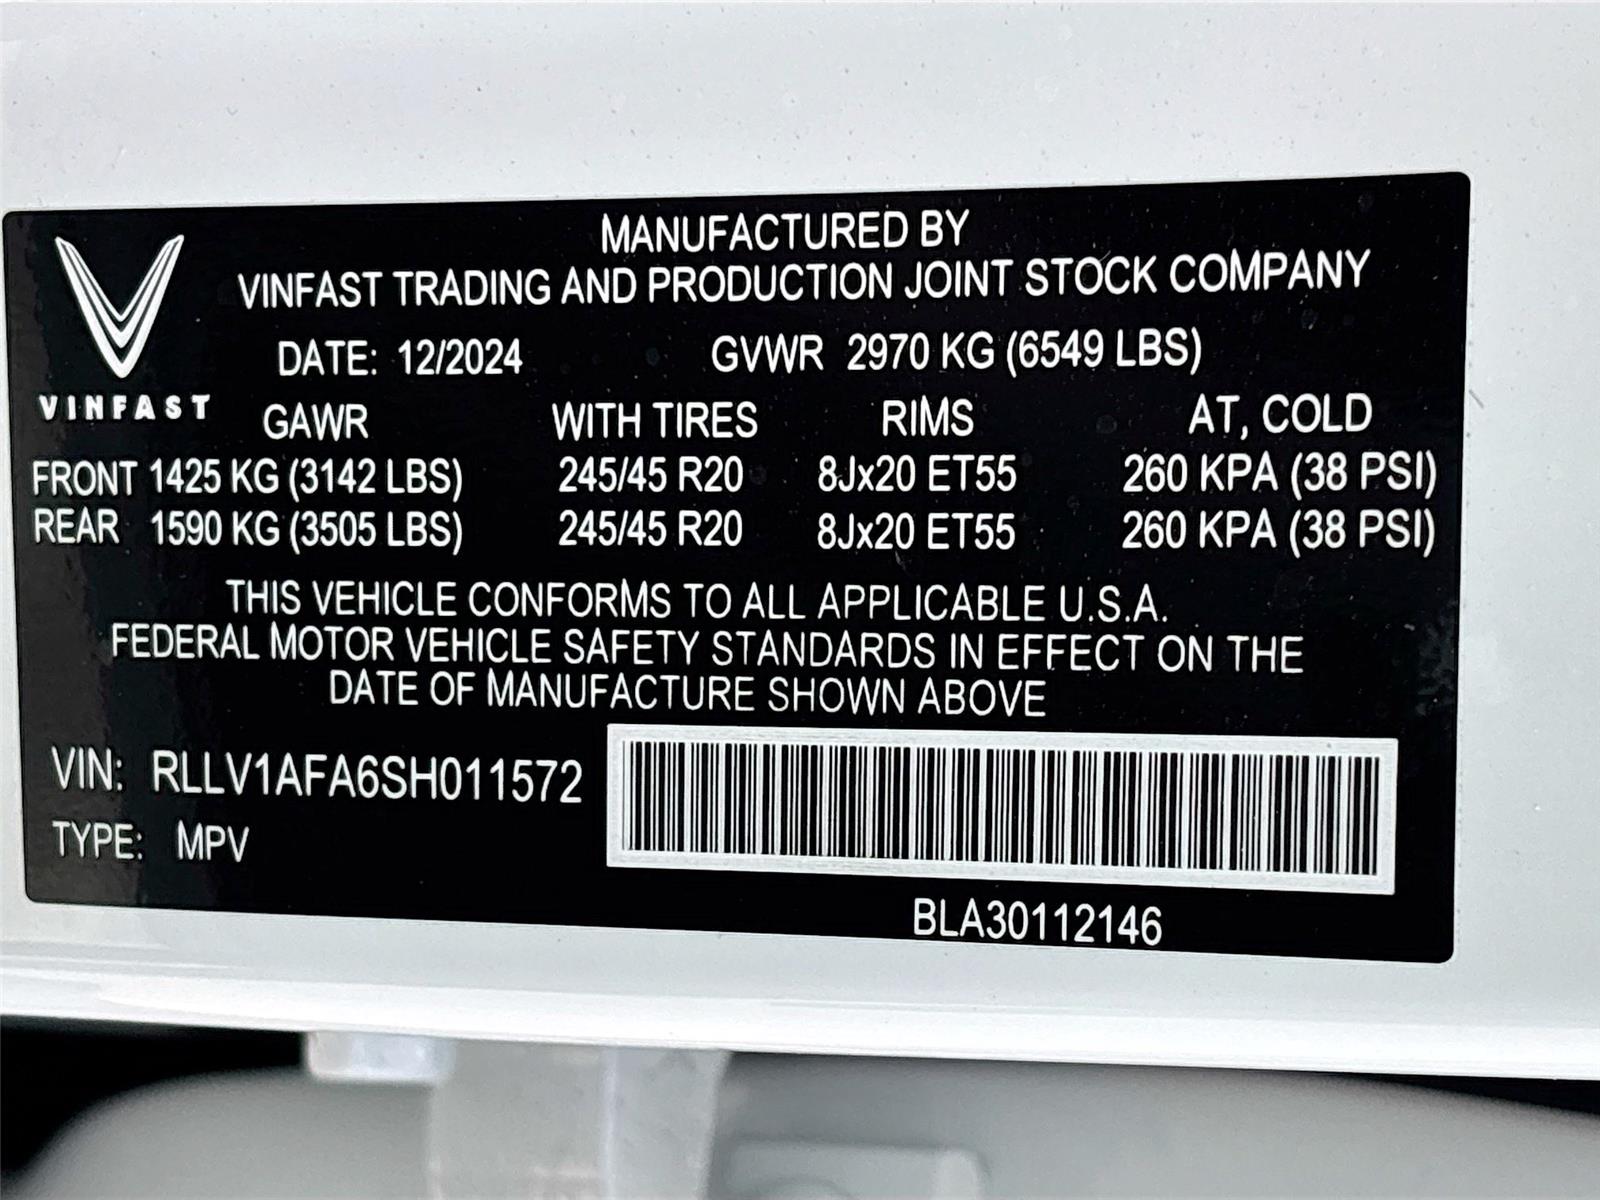 MANUFACTURED BY
VINFAST TRADING AND PRODUCTION JOINT STOCK COMPANY
DATE: 12/2024 GVWR 2970 KG (6549 LBS)
VINFAST
GAWR WITH TIRES RIMS AT, COLD
FRONT 1425 KG (3142 LBS) 245/45 R20 8Jx20 ET55 260 KPA (38 PSI)
REAR 1590 KG (3505 LBS) 245/45 R20 8Jx20 ET55 260 KPA (38 PSI)
THIS VEHICLE CONFORMS TO ALL APPLICABLE U.S.A.
FEDERAL MOTOR VEHICLE SAFETY STANDARDS IN EFFECT ON THE
DATE OF MANUFACTURE SHOWN ABOVE
VIN: RLLV1AFA6SH011572
TYPE: MPV
BLA30112146